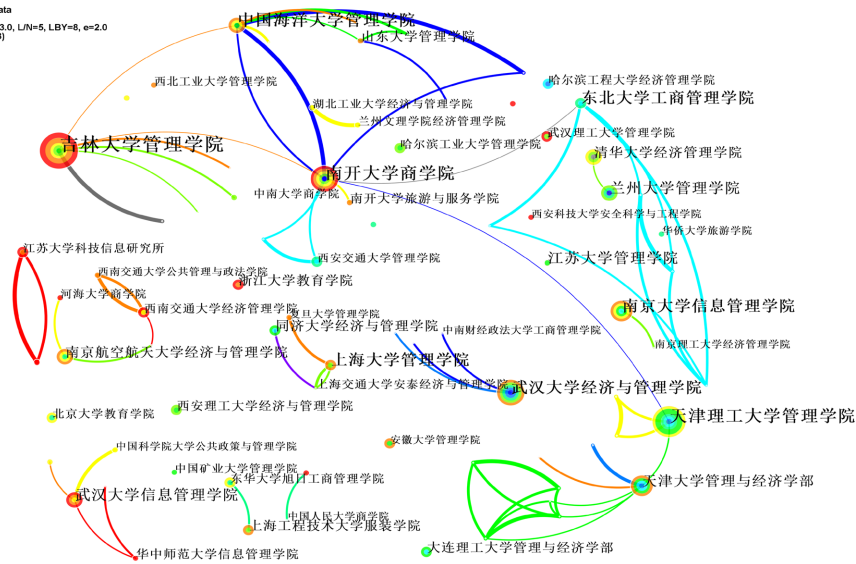 ata
3.0, L/N=5, LBY=8, e=2.0
中国海洋大学管理学院
山东大学管理学院
西北工业大学管理学院
哈尔滨工程大学经济管理学院
东北大学工商管理学院
湖北工业大学经济与管理学院
兰州文理学院经济管理学院
武汉理工大学管理学院
吉林大学管理学院
哈尔滨工业大学管理学院
清华大学经济管理学院
南开大学商学院
兰州大学管理学院
中南大学商学院
南开大学旅游与服务学院
西安科技大学安全科学与工程学院
华侨大学旅游学院
江苏大学科技信息研究所
西安交通大学管理学院
江苏大学管理学院
西南交通大学公共管理与政法学院
浙江大学教育学院
河海大学商学院
西南交通大学经济管理学院
复旦大学管理学院
南京大学信息管理学院
同济大学经济与管理学院
中南财经政法大学工商管理学院
南京理工大学经济管理学院
南京航空航天大学经济与管理学院
上海大学管理学院
上海交通大学安泰经济与管理学院
武汉大学经济与管理学院
西安理工大学经济与管理学院
北京大学教育学院
天津理工大学管理学院
中国科学院大学公共政策与管理学院
安徽大学管理学院
中国矿业大学管理学院
东华大学旭日工商管理学院
天津大学管理与经济学部
武汉大学信息管理学院
中国人民大学商学院
上海工程技术大学服装学院
华中师范大学信息管理学院
大连理工大学管理与经济学部